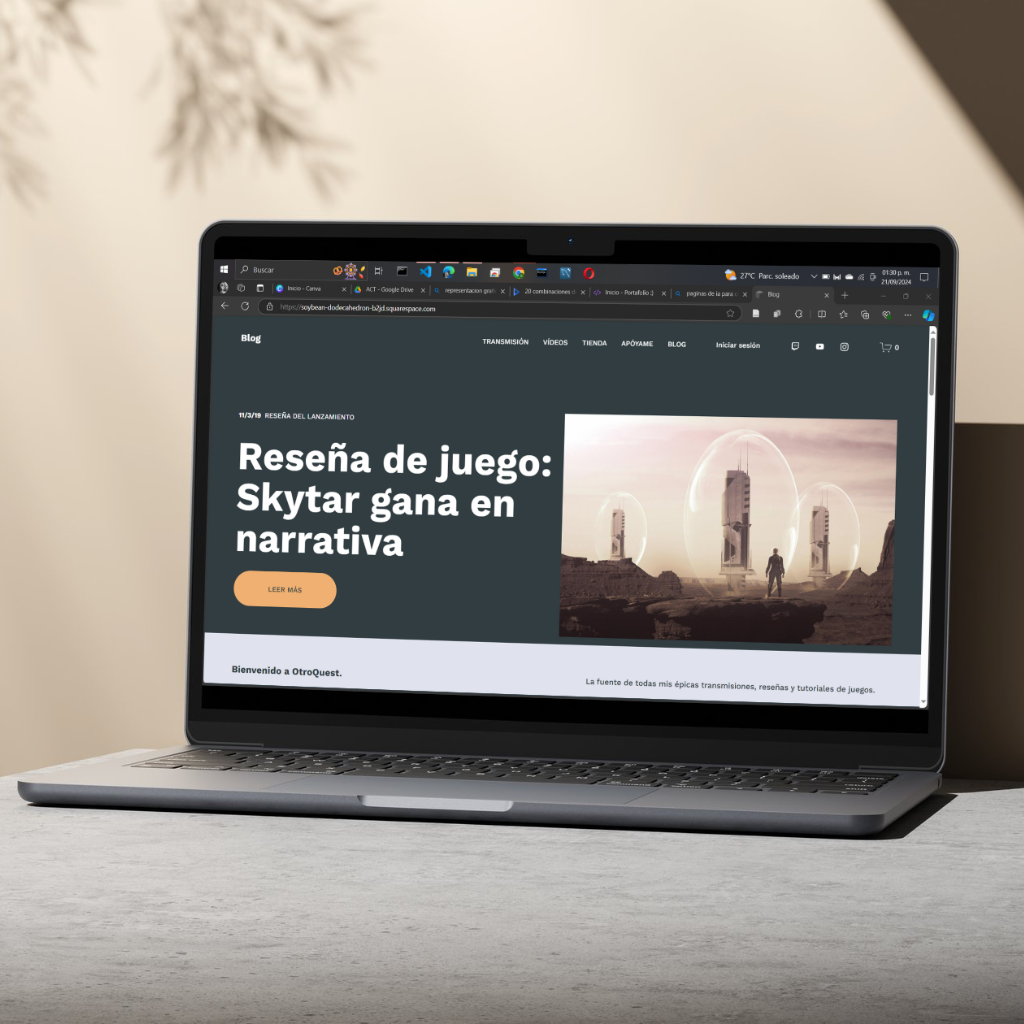 Buscar
27°C Parc. soleado
01:30 p. m.
21/09/2024
Inicio - Canva
ACT - Google Drive
representacion grafi
20 combinaciones d
Inicio - Portafolio :)
paginas de la para c
Blog
https://soybean-dodecahedron-b2jd.squarespace.com
Blog
TRANSMISIÓN VÍDEOS TIENDA APÓYAME BLOG Iniciar sesión 0
11/3/19 RESEÑA DEL LANZAMIENTO
Reseña de juego:
Skytar gana en
narrativa
LEER MÁS
Bienvenido a OtroQuest.
La fuente de todas mis épicas transmisiones, reseñas y tutoriales de juegos.